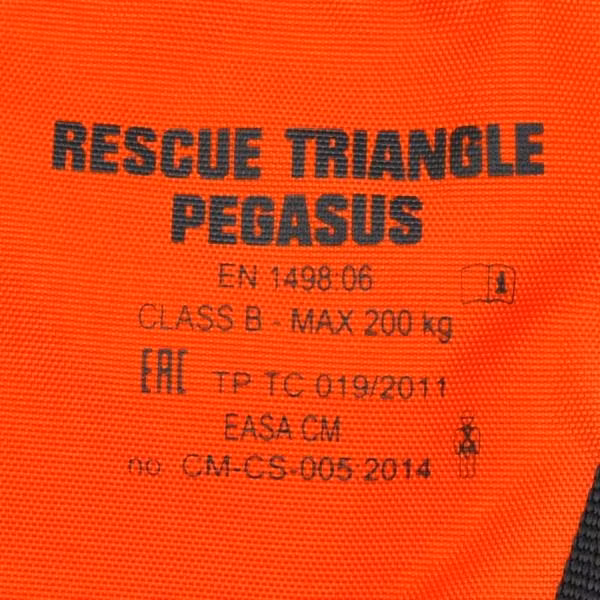 RESCUE TRIANGLE
PEGASUS
EN 1498:06
CLASS B - MAX 200 kg
EAC TP TC 019/2011
EASA CM
no CM-CS-005 2014